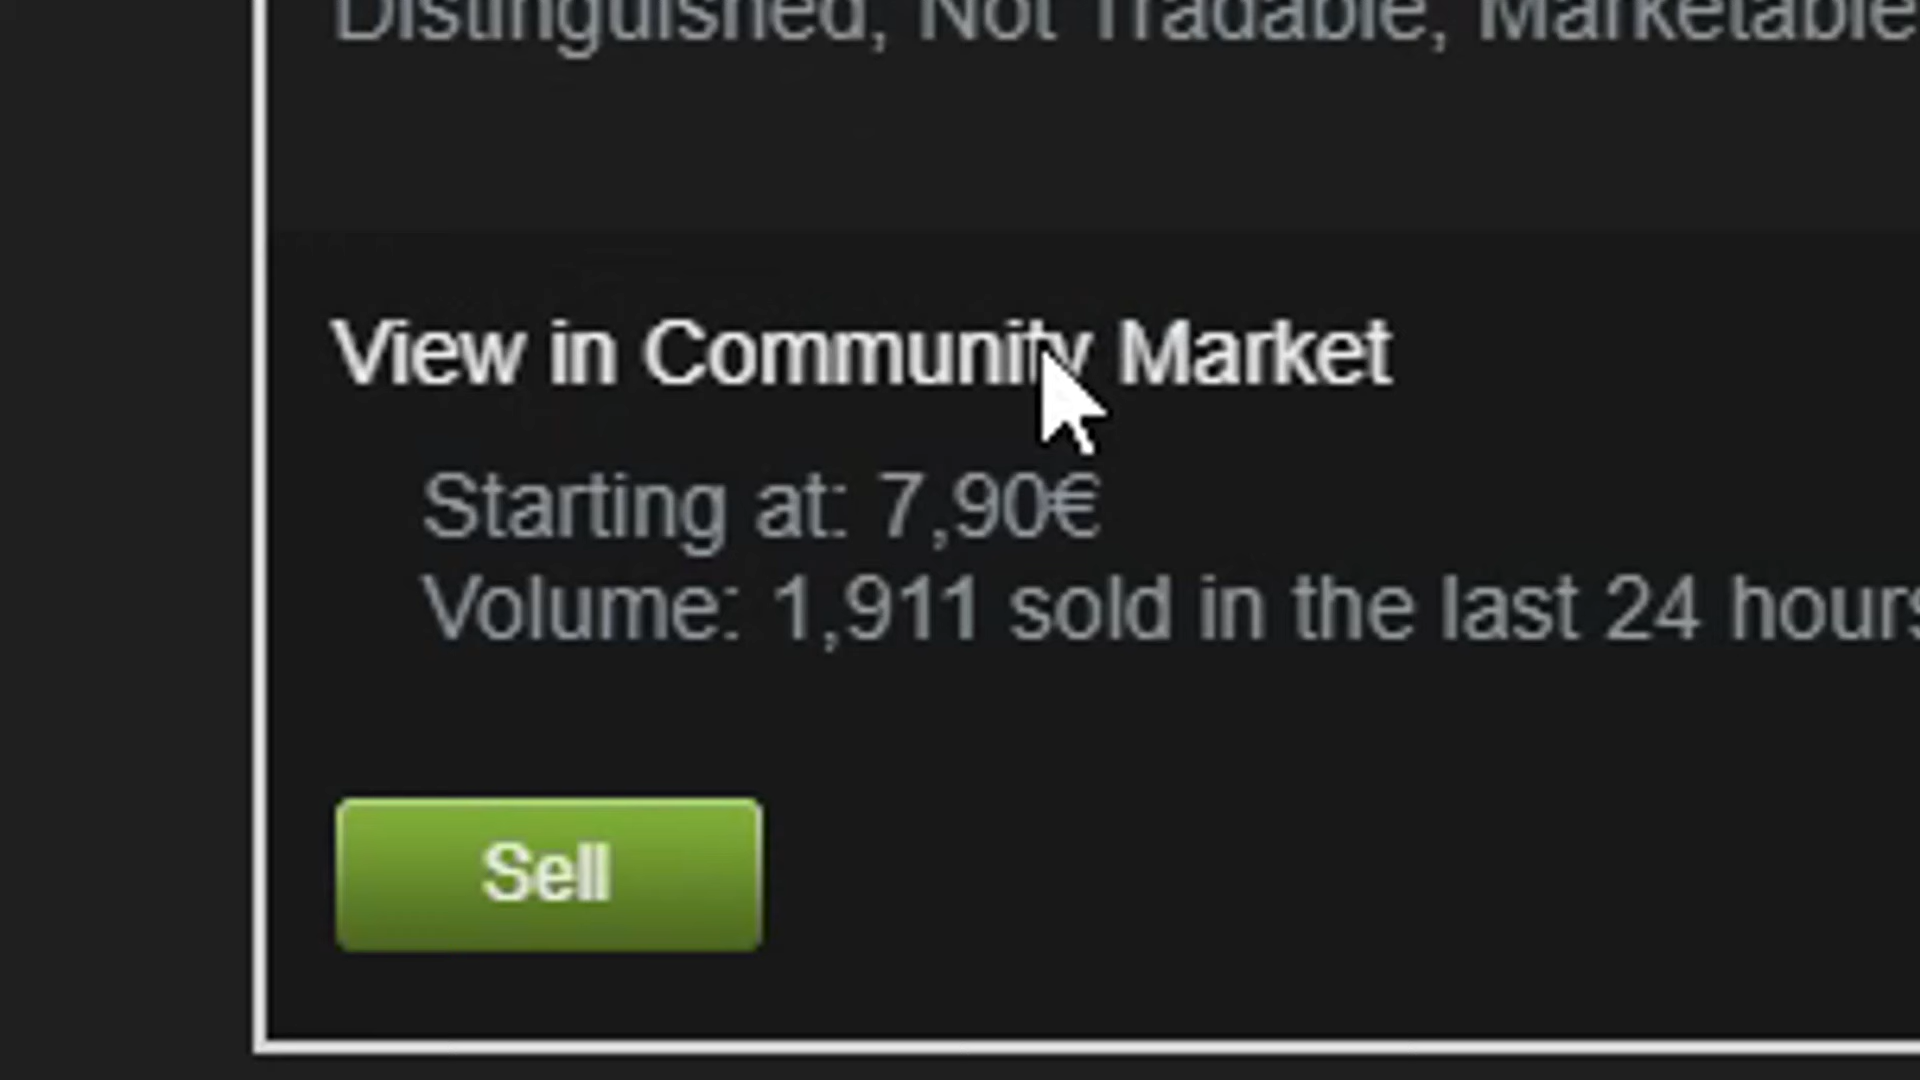 Distinguished, Not Tradable, Marketable
View in Community Market
Starting at: 7,90€
Volume: 1,911 sold in the last 24 hours
Sell